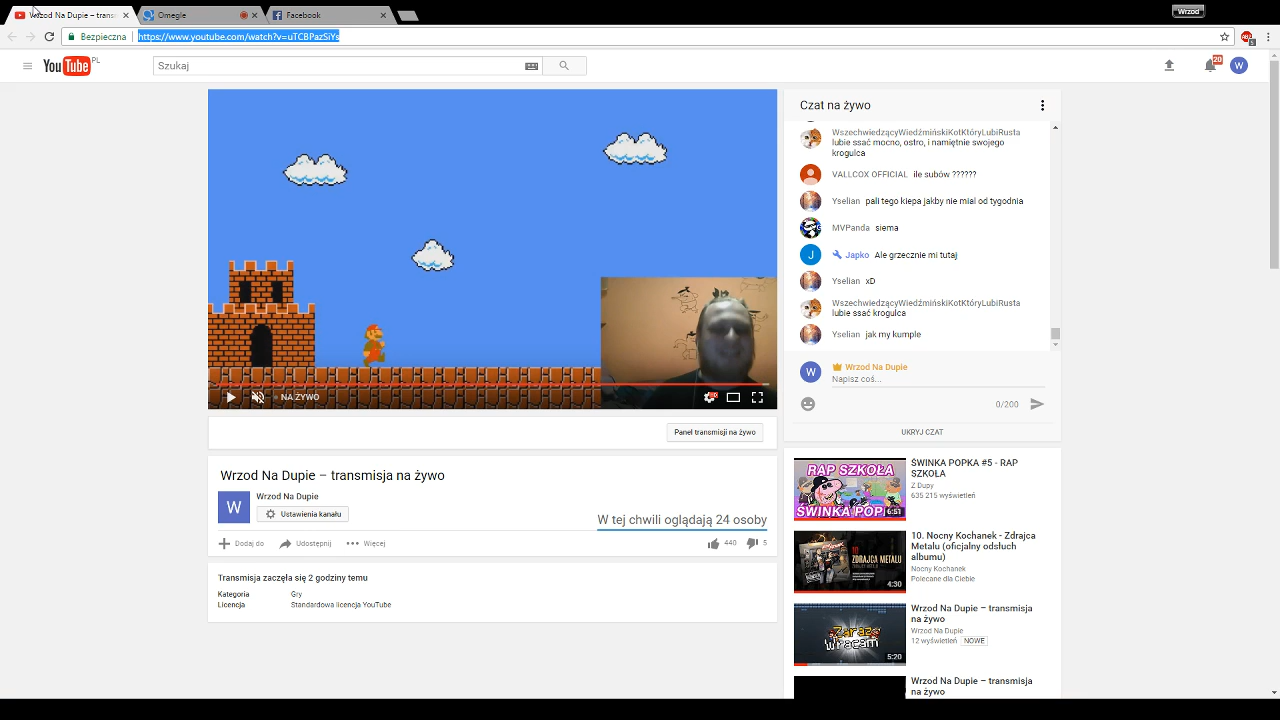 Wrzod Na Dupie – trans
Omegle
Facebook
Wrzod
Bezpieczna
https://www.youtube.com/watch?v=uTCBPazSiYs
YouTube PL
Szukaj
20
W
NA ŻYWO
Panel transmisji na żywo
Wrzod Na Dupie – transmisja na żywo
W
Wrzod Na Dupie
Ustawienia kanału
W tej chwili oglądają 24 osoby
Dodaj do
Udostępnij
Więcej
440
5
Transmisja zaczęła się 2 godziny temu
Kategoria
Gry
Licencja
Standardowa licencja YouTube
Czat na żywo
WszechwiedzącyWiedźmińskiKotKtóryLubiRusta
lubie ssać mocno, ostro, i namiętnie swojego
krogulca
VALLCOX OFFICIAL ile subów ??????
Yselian pali tego kiepa jakby nie mial od tygodnia
MVPanda siema
J
Japko Ale grzecznie mi tutaj
Yselian xD
WszechwiedzącyWiedźmińskiKotKtóryLubiRusta
lubie ssać krogulca
Yselian jak my kumple
W
Wrzod Na Dupie
Napisz coś...
0/200
UKRYJ CZAT
RAP SZKOŁA
ŚWINKA POP
6:51
ŚWINKA POPKA #5 - RAP
SZKOŁA
Z Dupy
635 215 wyświetleń
ZDRAJCA
METALU
4:30
10. Nocny Kochanek - Zdrajca
Metalu (oficjalny odsłuch
albumu)
Nocny Kochanek
Polecane dla Ciebie
Zaraz
wracam
5:20
Wrzod Na Dupie – transmisja
na żywo
Wrzod Na Dupie
12 wyświetleń NOWE
Wrzod Na Dupie – transmisja
na żywo